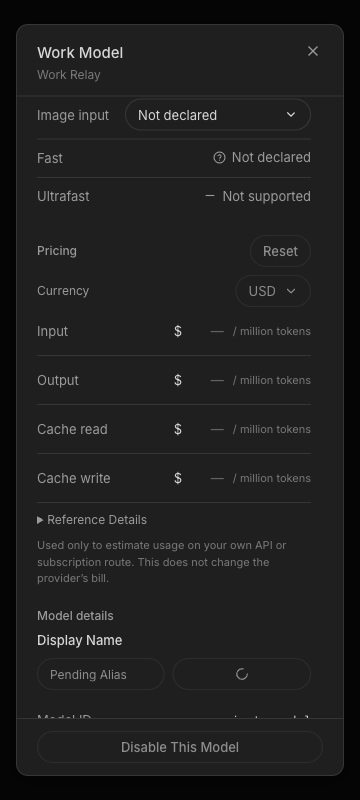 Work Model
Work Relay
Image input Not declared
Fast Not declared
Ultrafast — Not supported
Pricing Reset
Currency USD
Input $ — / million tokens
Output $ — / million tokens
Cache read $ — / million tokens
Cache write $ — / million tokens
Reference Details
Used only to estimate usage on your own API or
subscription route. This does not change the
provider’s bill.
Model details
Display Name
Pending Alias
Model ID
Disable This Model